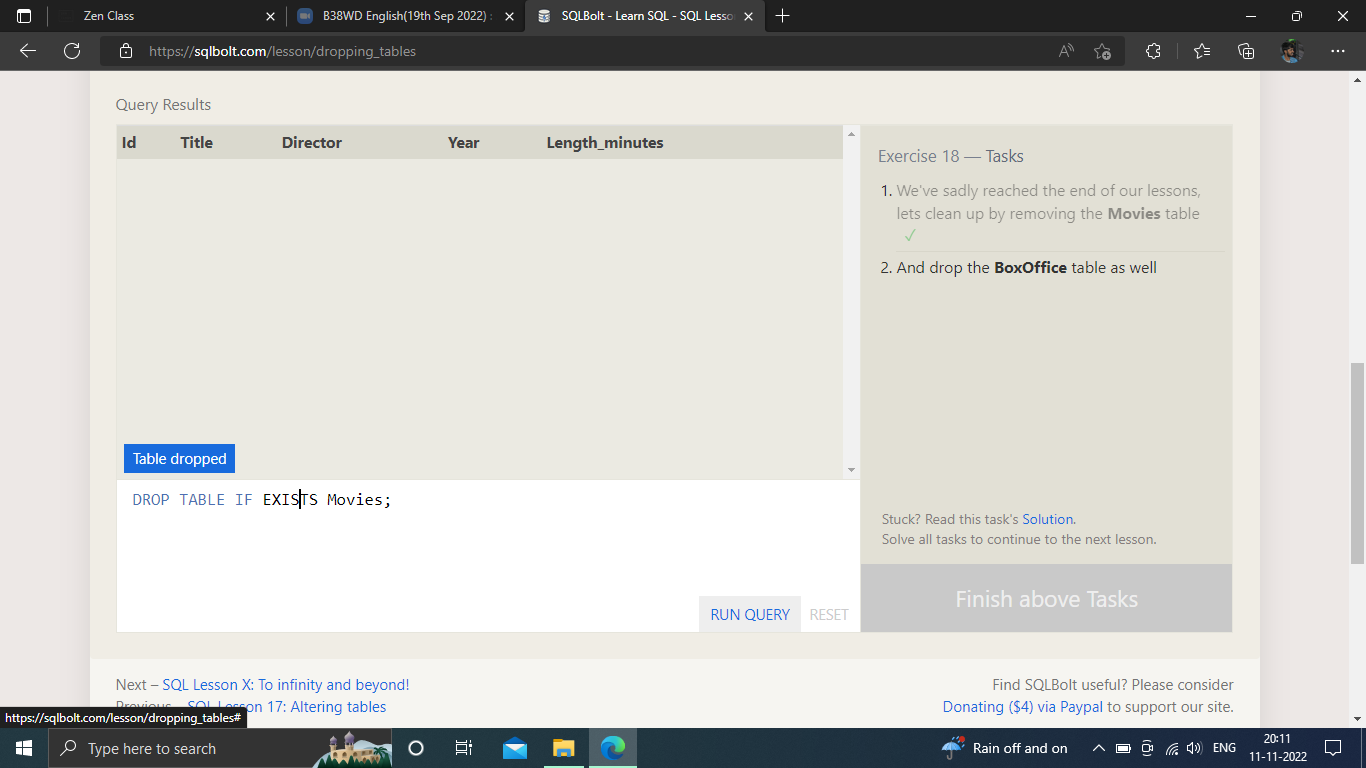 Zen Class
B38WD English(19th Sep 2022)
SQLBolt - Learn SQL - SQL Lesso
https://sqlbolt.com/lesson/dropping_tables
Query Results
Id Title Director Year Length_minutes
Table dropped
DROP TABLE IF EXISTS Movies;
RUN QUERY RESET
Exercise 18 — Tasks
1. We've sadly reached the end of our lessons,
lets clean up by removing the Movies table
✓
2. And drop the BoxOffice table as well
Stuck? Read this task's Solution.
Solve all tasks to continue to the next lesson.
Finish above Tasks
Next – SQL Lesson X: To infinity and beyond!
Previous – SQL Lesson 17: Altering tables
Find SQLBolt useful? Please consider
Donating ($4) via Paypal to support our site.
https://sqlbolt.com/lesson/dropping_tables#
Type here to search
Rain off and on
ENG
20:11
11-11-2022